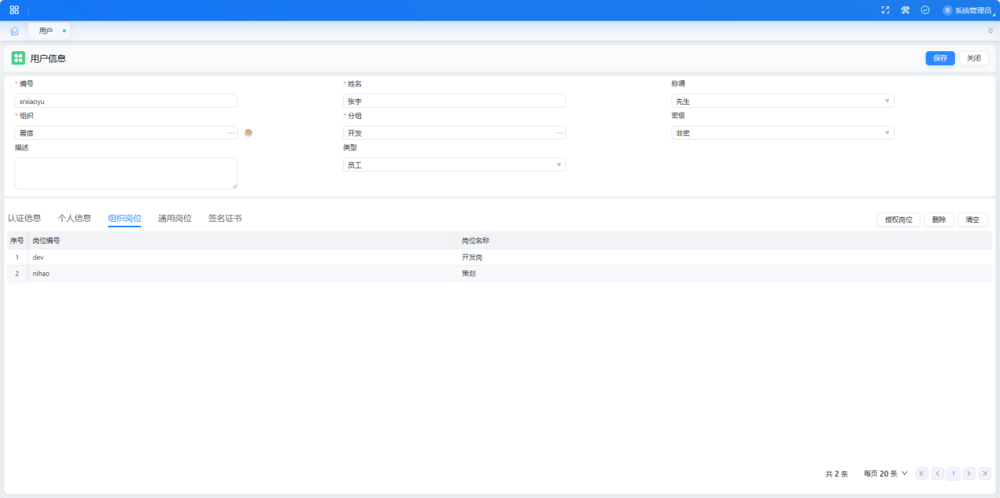 系 系统管理员
用户
用户信息 保存 关闭
* 编号 * 姓名 称谓
xrxiaoyu 张宇 先生
* 组织 * 分组 密级
展信 ... 开发 ... 非密
描述 类型
员工
认证信息 个人信息 组织岗位 通用岗位 签名证书 授权岗位 删除 清空
序号 岗位编号 岗位名称
1 dev 开发岗
2 nihao 策划
共 2 条 每页 20 条 1